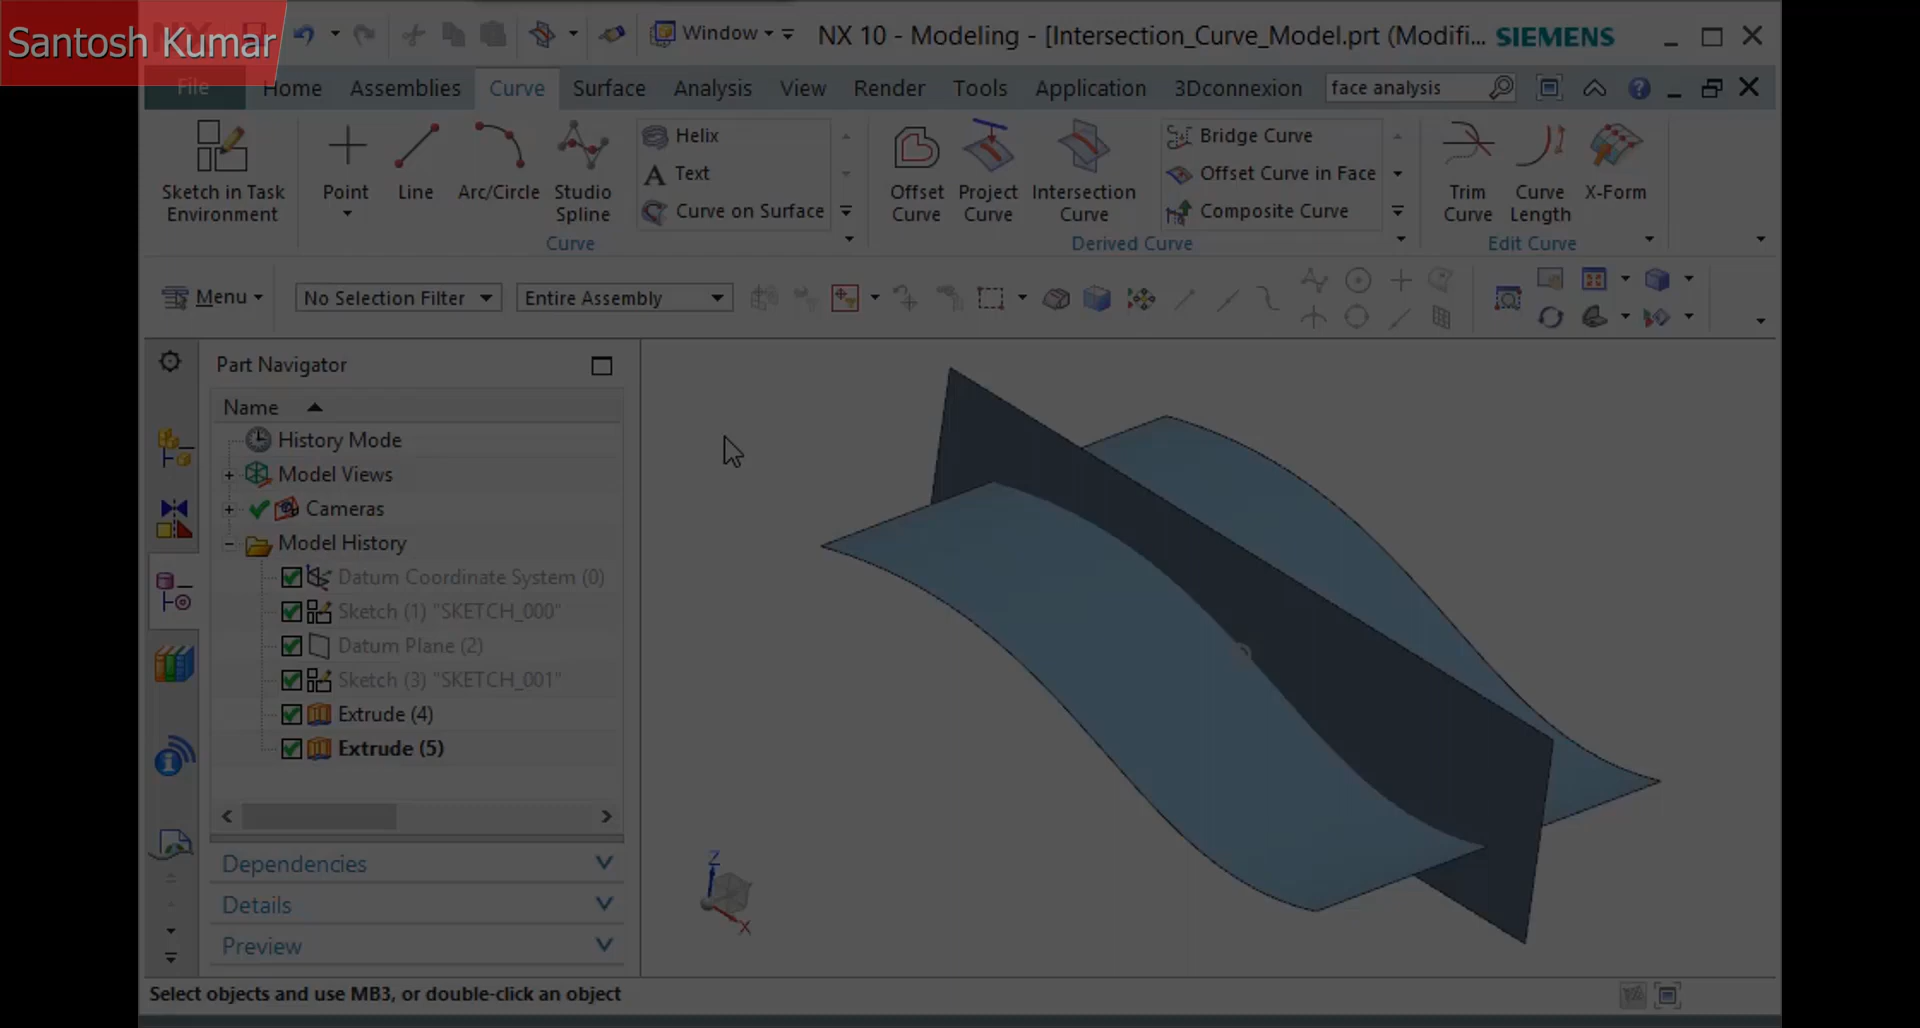 Santosh Kumar
Window
NX 10 - Modeling - [Intersection_Curve_Model.prt (Modifi...
SIEMENS
File
Home
Assemblies
Curve
Surface
Analysis
View
Render
Tools
Application
3Dconnexion
face analysis
Sketch in Task
Environment
Point
Line
Arc/Circle
Studio
Spline
Helix
Text
Curve on Surface
Curve
Offset
Curve
Project
Curve
Intersection
Curve
Bridge Curve
Offset Curve in Face
Composite Curve
Derived Curve
Trim
Curve
Curve
Length
X-Form
Edit Curve
Menu
No Selection Filter
Entire Assembly
Part Navigator
Name
History Mode
Model Views
Cameras
Model History
Datum Coordinate System (0)
Sketch (1) "SKETCH_000"
Datum Plane (2)
Sketch (3) "SKETCH_001"
Extrude (4)
Extrude (5)
Dependencies
Details
Preview
Z
X
Select objects and use MB3, or double-click an object